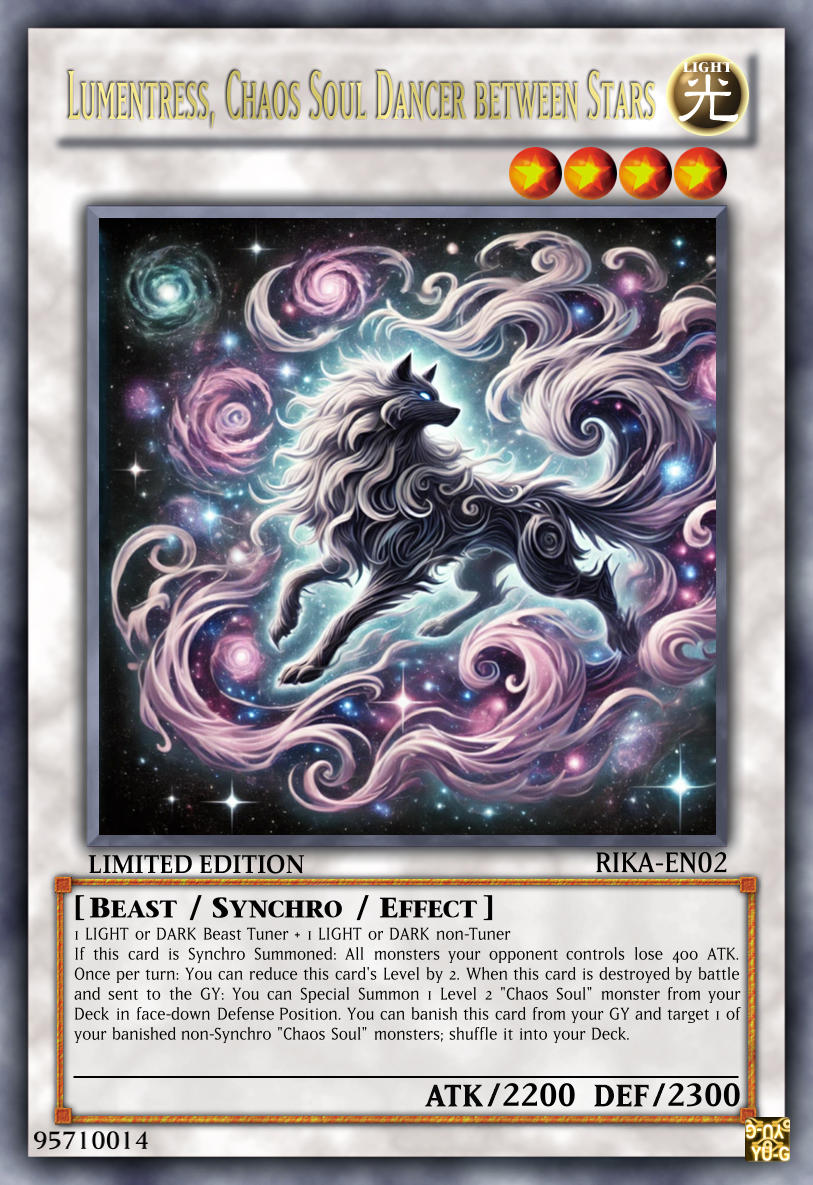 Lumentress, Chaos Soul Dancer between Stars
LIGHT
光
LIMITED EDITION
RIKA-EN02
[ Beast / Synchro / Effect ]
1 LIGHT or DARK Beast Tuner + 1 LIGHT or DARK non-Tuner
If this card is Synchro Summoned: All monsters your opponent controls lose 400 ATK.
Once per turn: You can reduce this card's Level by 2. When this card is destroyed by battle
and sent to the GY: You can Special Summon 1 Level 2 "Chaos Soul" monster from your
Deck in face-down Defense Position. You can banish this card from your GY and target 1 of
your banished non-Synchro "Chaos Soul" monsters; shuffle it into your Deck.
ATK/2200 DEF/2300
95710014